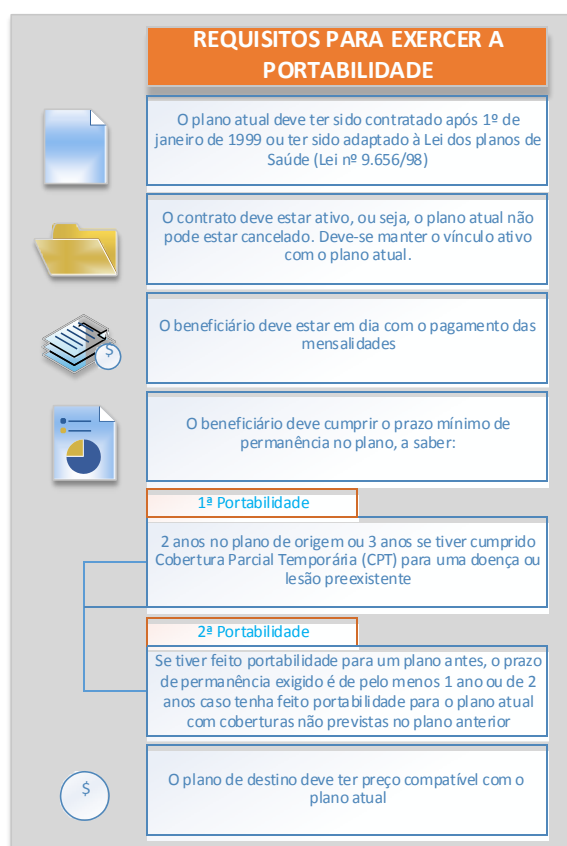 REQUISITOS PARA EXERCER A
PORTABILIDADE
O plano atual deve ter sido contratado após 1º de
janeiro de 1999 ou ter sido adaptado à Lei dos planos de
Saúde (Lei nº 9.656/98)
O contrato deve estar ativo, ou seja, o plano atual não
pode estar cancelado. Deve-se manter o vínculo ativo
com o plano atual.
$
O beneficiário deve estar em dia com o pagamento das
mensalidades
O beneficiário deve cumprir o prazo mínimo de
permanência no plano, a saber:
1ª Portabilidade
2 anos no plano de origem ou 3 anos se tiver cumprido
Cobertura Parcial Temporária (CPT) para uma doença ou
lesão preexistente
2ª Portabilidade
Se tiver feito portabilidade para um plano antes, o prazo
de permanência exigido é de pelo menos 1 ano ou de 2
anos caso tenha feito portabilidade para o plano atual
com coberturas não previstas no plano anterior
$
O plano de destino deve ter preço compatível com o
plano atual